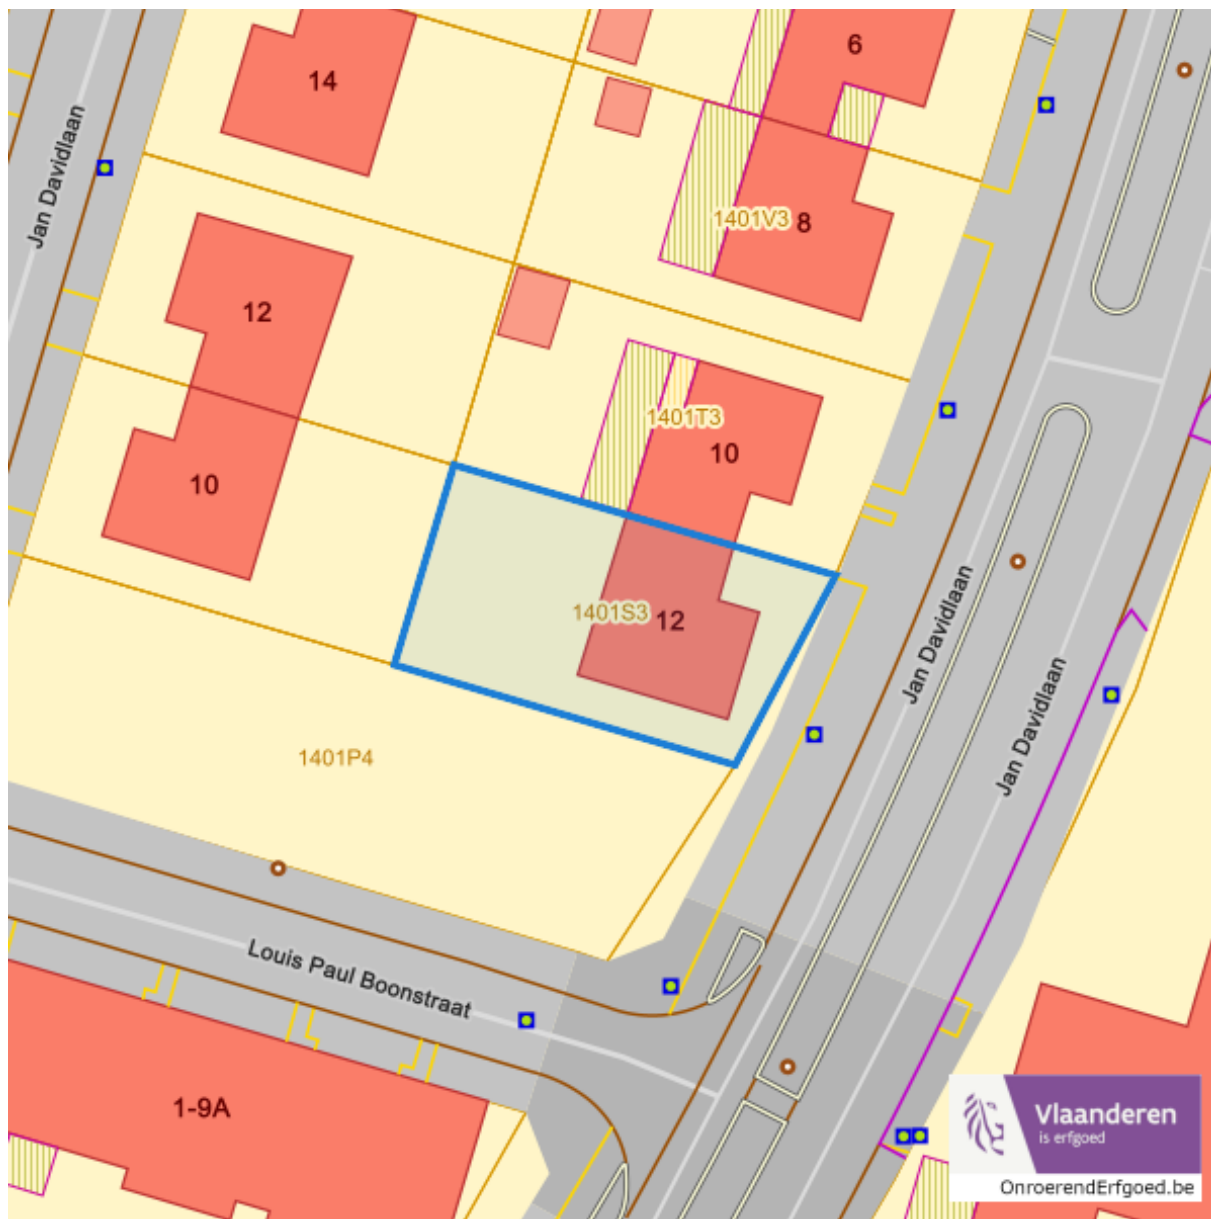 6
14
Jan Davidlaan
1401V3
8
12
1401T3
10
10
1401S3
12
Jan Davidlaan
Jan Davidlaan
1401P4
Louis Paul Boonstraat
1-9A
Vlaanderen
is erfgoed
OnroerendErfgoed.be